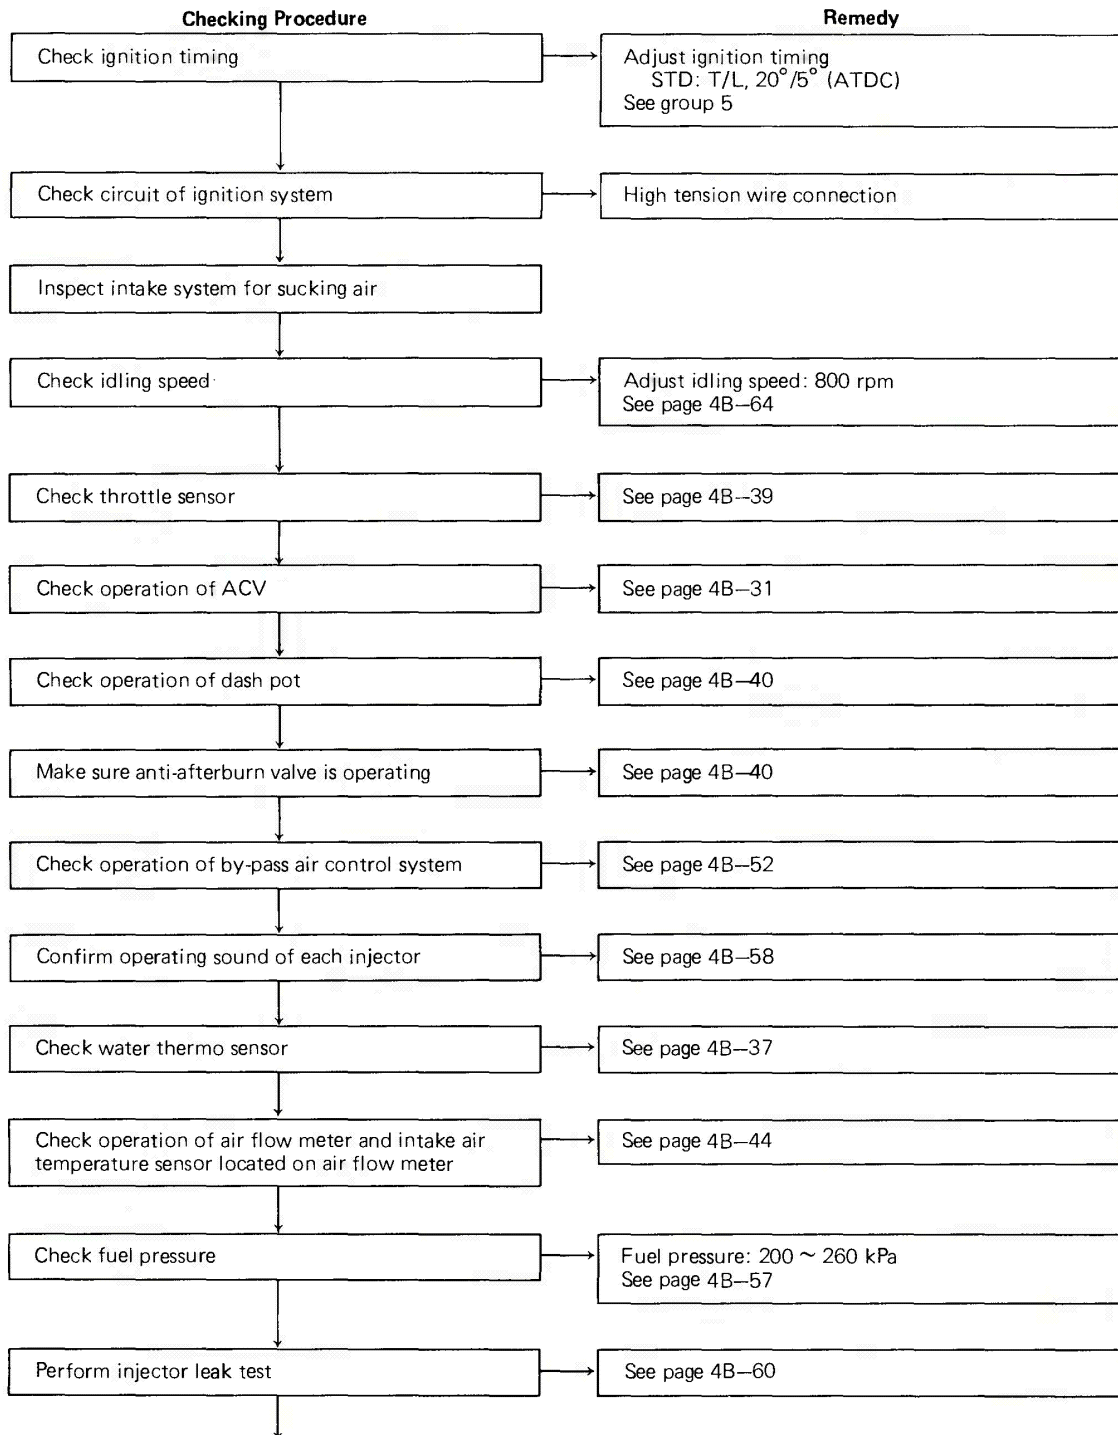 Checking Procedure
Remedy
Check ignition timing
Adjust ignition timing
STD: T/L, 20°/5° (ATDC)
See group 5
Check circuit of ignition system
High tension wire connection
Inspect intake system for sucking air
Check idling speed
Adjust idling speed: 800 rpm
See page 4B–64
Check throttle sensor
See page 4B–39
Check operation of ACV
See page 4B–31
Check operation of dash pot
See page 4B–40
Make sure anti-afterburn valve is operating
See page 4B–40
Check operation of by-pass air control system
See page 4B–52
Confirm operating sound of each injector
See page 4B–58
Check water thermo sensor
See page 4B–37
Check operation of air flow meter and intake air
temperature sensor located on air flow meter
See page 4B–44
Check fuel pressure
Fuel pressure: 200 ~ 260 kPa
See page 4B–57
Perform injector leak test
See page 4B–60